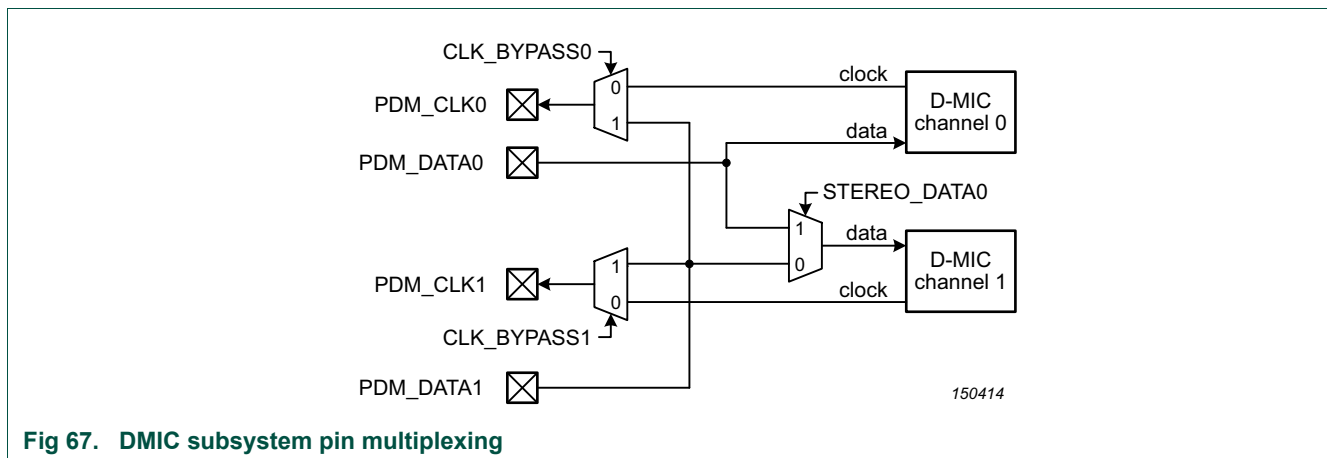 CLK_BYPASS0
clock
PDM_CLK0
0
1
D-MIC
channel 0
data
PDM_DATA0
STEREO_DATA0
1
data
0
D-MIC
channel 1
PDM_CLK1
1
0
clock
CLK_BYPASS1
PDM_DATA1
150414
Fig 67. DMIC subsystem pin multiplexing